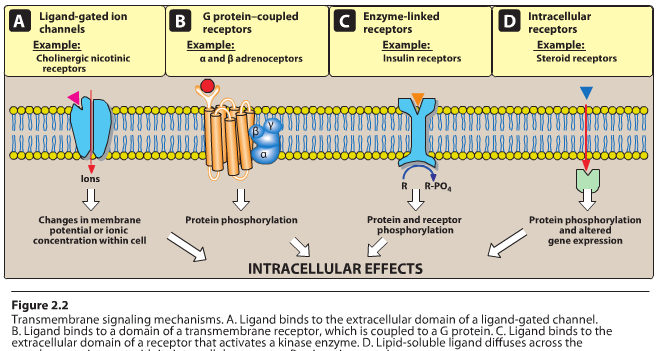 A
Ligand-gated ion
channels
Example:
Cholinergic nicotinic
receptors
B
G protein–coupled
receptors
Example:
α and β adrenoceptors
C
Enzyme-linked
receptors
Example:
Insulin receptors
D
Intracellular
receptors
Example:
Steroid receptors
β
γ
α
Ions
R R-PO4
Changes in membrane
potential or ionic
concentration within cell
Protein phosphorylation
Protein and receptor
phosphorylation
Protein phosphorylation
and altered
gene expression
INTRACELLULAR EFFECTS
Figure 2.2
Transmembrane signaling mechanisms. A. Ligand binds to the extracellular domain of a ligand-gated channel.
B. Ligand binds to a domain of a transmembrane receptor, which is coupled to a G protein. C. Ligand binds to the
extracellular domain of a receptor that activates a kinase enzyme. D. Lipid-soluble ligand diffuses across the